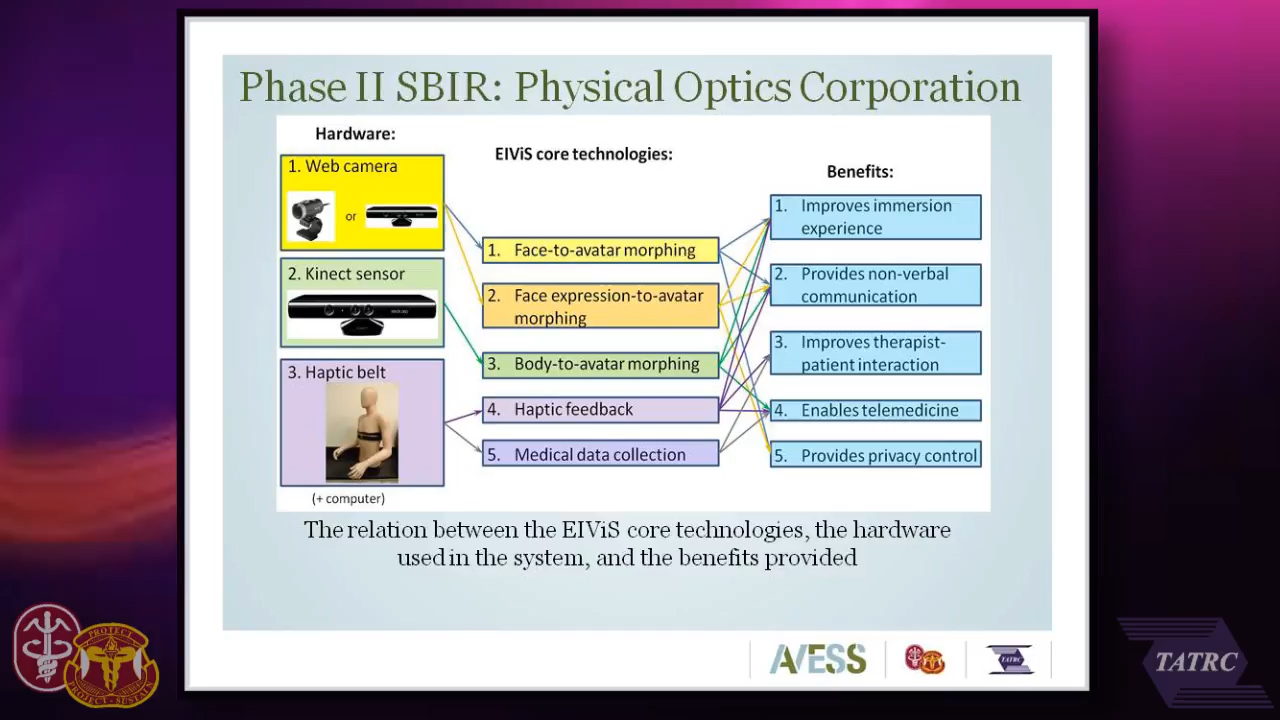 Phase II SBIR: Physical Optics Corporation
Hardware:
1. Web camera
or
2. Kinect sensor
3. Haptic belt
(+ computer)
EIViS core technologies:
1. Face-to-avatar morphing
2. Face expression-to-avatar
morphing
3. Body-to-avatar morphing
4. Haptic feedback
5. Medical data collection
Benefits:
1. Improves immersion
experience
2. Provides non-verbal
communication
3. Improves therapist-
patient interaction
4. Enables telemedicine
5. Provides privacy control
The relation between the EIViS core technologies, the hardware
used in the system, and the benefits provided
AVESS
TATRC
TATRC
PROJECT
PROJECT - SUSTAIN